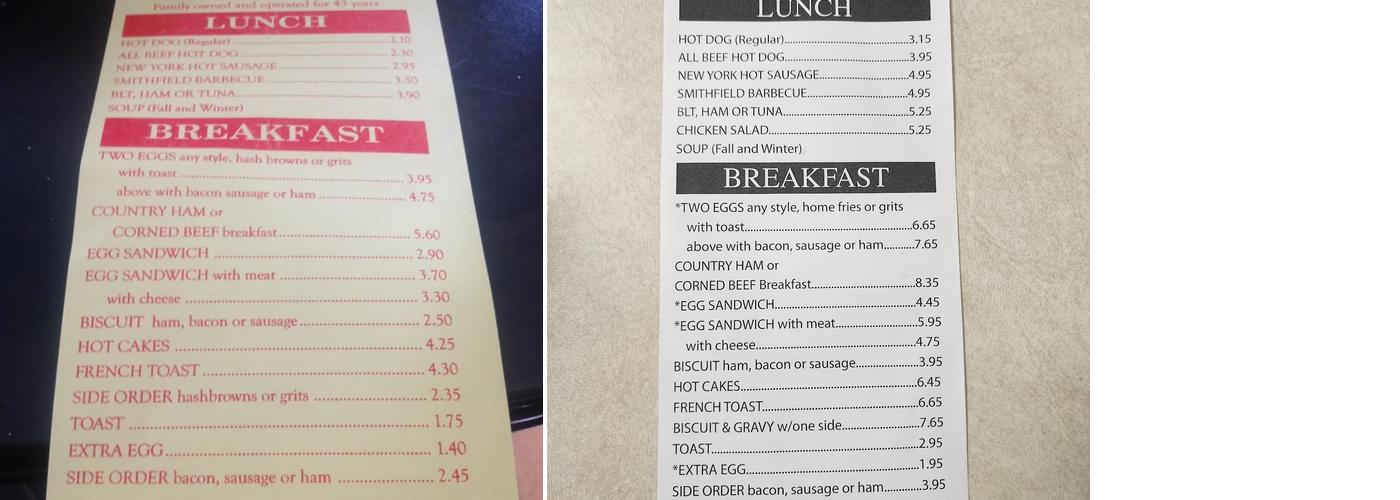 Family owned and operated for 43 years
LUNCH
HOT DOG (Regular) 2.10
ALL BEEF HOT DOG 2.30
NEW YORK HOT SAUSAGE 2.95
SMITHFIELD BARBECUE 3.50
BLT, HAM OR TUNA 3.90
SOUP (Fall and Winter)
BREAKFAST
TWO EGGS any style, hash browns or grits
with toast 3.95
above with bacon sausage or ham 4.75
COUNTRY HAM or
CORNED BEEF breakfast 5.60
EGG SANDWICH 2.90
EGG SANDWICH with meat 3.70
with cheese 3.30
BISCUIT ham, bacon or sausage 2.50
HOT CAKES 4.25
FRENCH TOAST 4.30
SIDE ORDER hashbrowns or grits 2.35
TOAST 1.75
EXTRA EGG 1.40
SIDE ORDER bacon, sausage or ham 2.45
LUNCH
HOT DOG (Regular) 3.15
ALL BEEF HOT DOG 3.95
NEW YORK HOT SAUSAGE 4.95
SMITHFIELD BARBECUE 4.95
BLT, HAM OR TUNA 5.25
CHICKEN SALAD 5.25
SOUP (Fall and Winter)
BREAKFAST
*TWO EGGS any style, home fries or grits
with toast 6.65
above with bacon, sausage or ham 7.65
COUNTRY HAM or
CORNED BEEF Breakfast 8.35
*EGG SANDWICH 4.45
*EGG SANDWICH with meat 5.95
with cheese 4.75
BISCUIT ham, bacon or sausage 3.95
HOT CAKES 6.45
FRENCH TOAST 6.65
BISCUIT & GRAVY w/one side 7.65
TOAST 2.95
*EXTRA EGG 1.95
SIDE ORDER bacon, sausage or ham 3.95